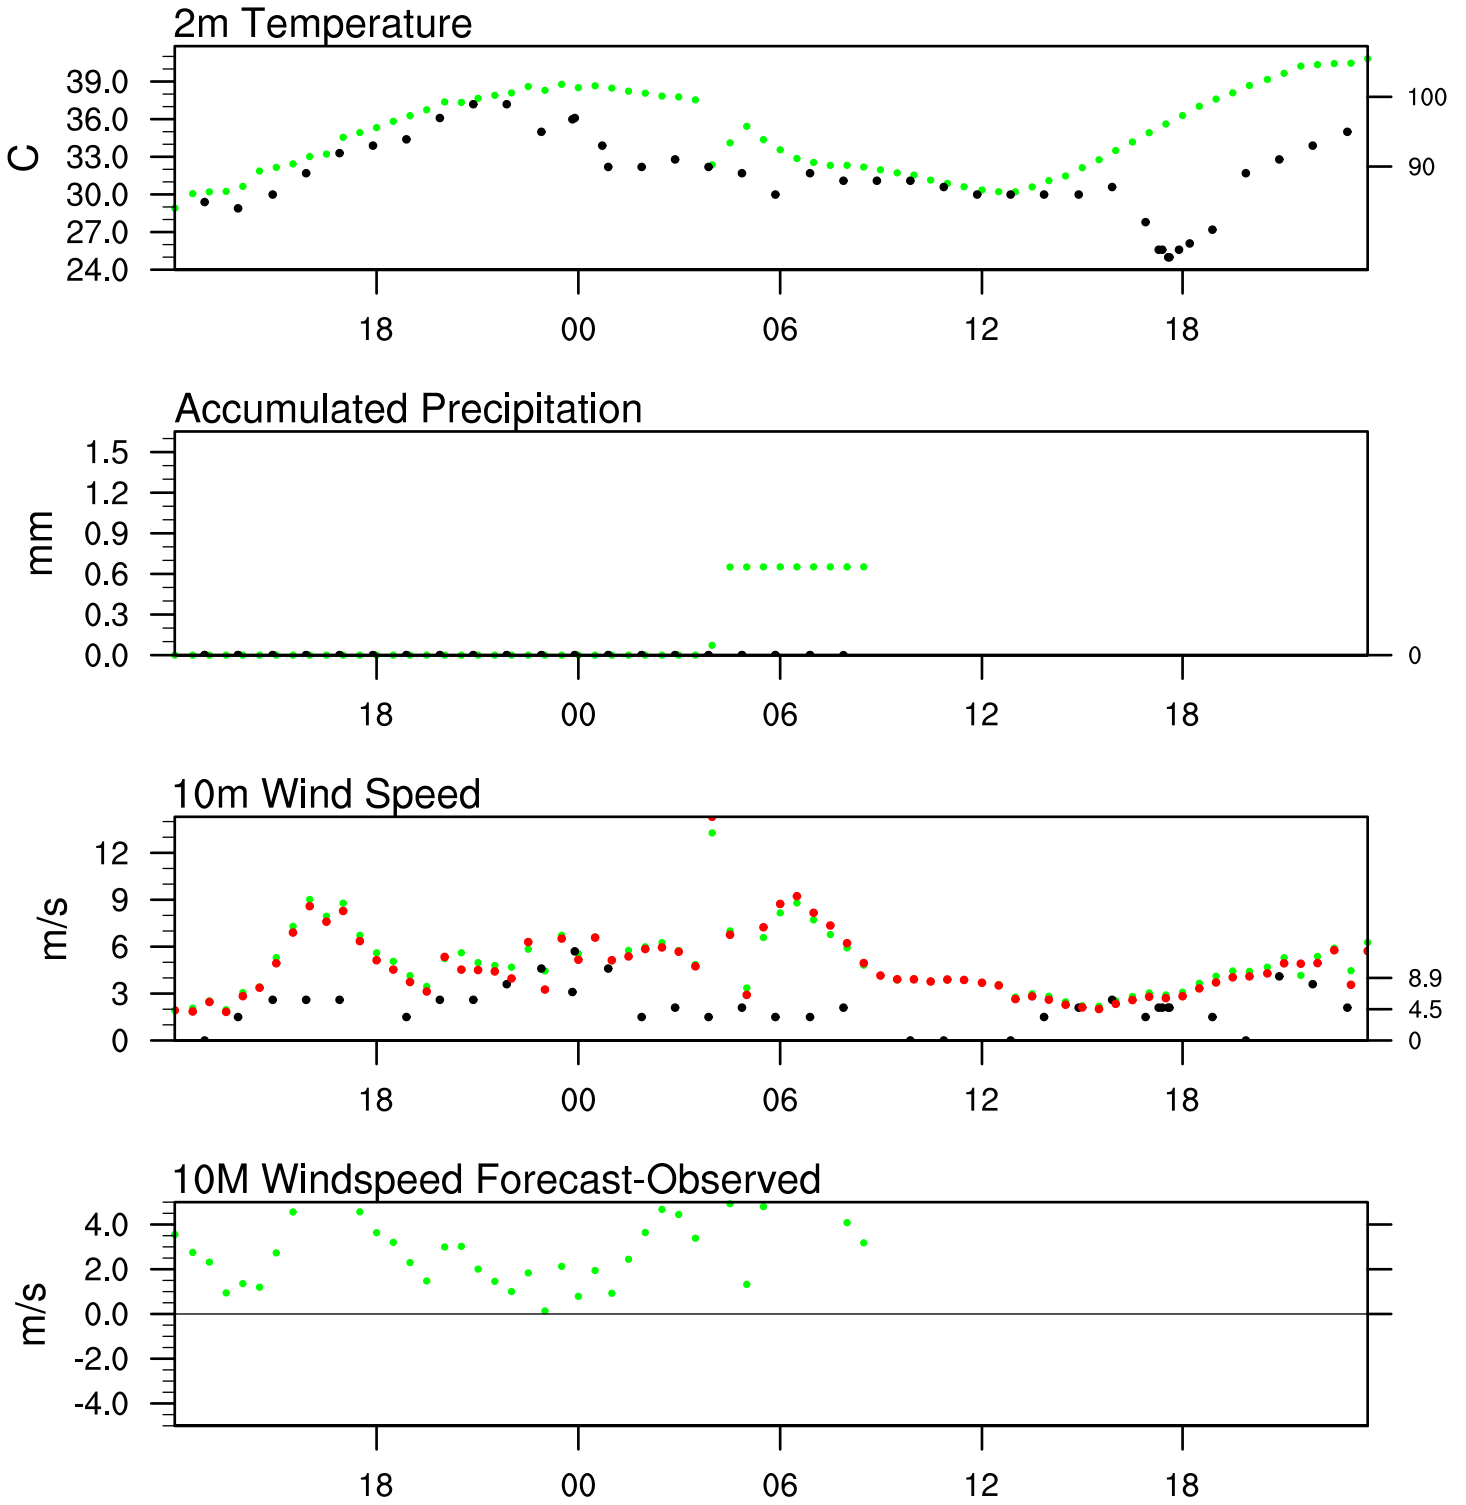 2m Temperature
C
39.0
36.0
33.0
30.0
27.0
24.0
100
90
18 00 06 12 18
Accumulated Precipitation
mm
1.5
1.2
0.9
0.6
0.3
0.0
0
18 00 06 12 18
10m Wind Speed
m/s
12
9
6
3
0
8.9
4.5
0
18 00 06 12 18
10M Windspeed Forecast-Observed
m/s
4.0
2.0
0.0
-2.0
-4.0
18 00 06 12 18